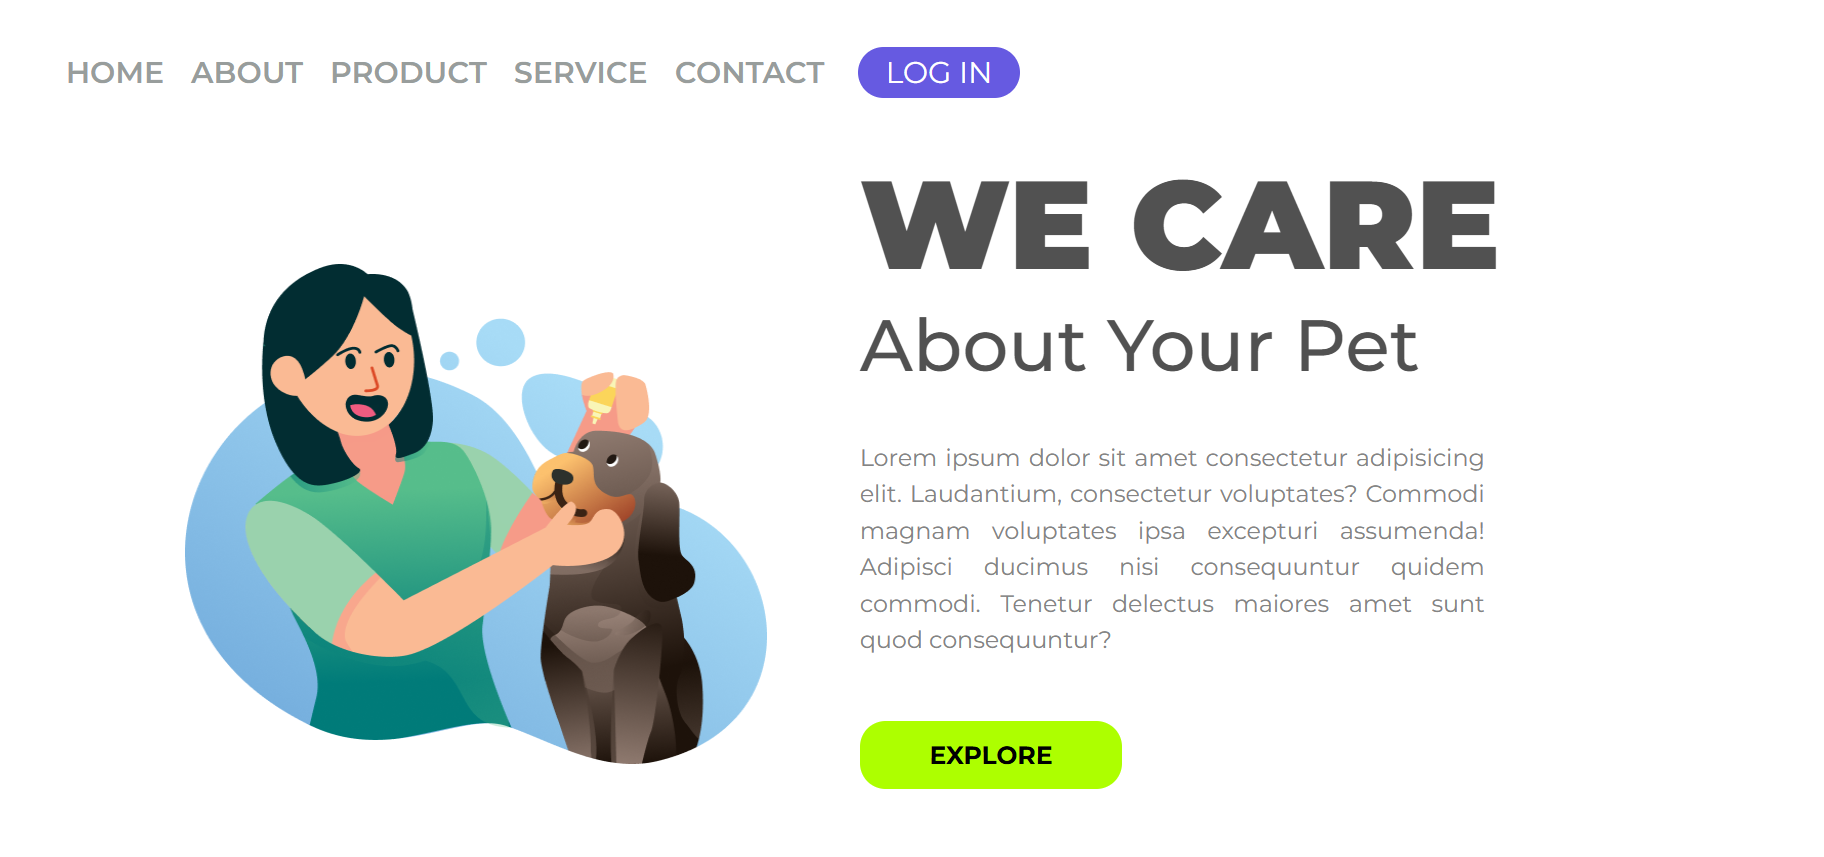 HOME ABOUT PRODUCT SERVICE CONTACT LOG IN
WE CARE
About Your Pet
Lorem ipsum dolor sit amet consectetur adipisicing
elit. Laudantium, consectetur voluptates? Commodi
magnam voluptates ipsa excepturi assumenda!
Adipisci ducimus nisi consequuntur quidem
commodi. Tenetur delectus maiores amet sunt
quod consequuntur?
EXPLORE